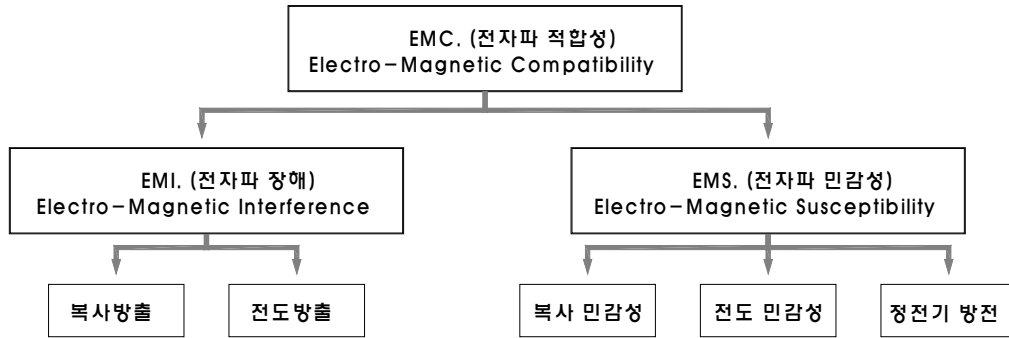 EMC. (전자파 적합성)
Electro-Magnetic Compatibility
EMI. (전자파 장해)
Electro-Magnetic Interference
EMS. (전자파 민감성)
Electro-Magnetic Susceptibility
복사방출
전도방출
복사 민감성
전도 민감성
정전기 방전